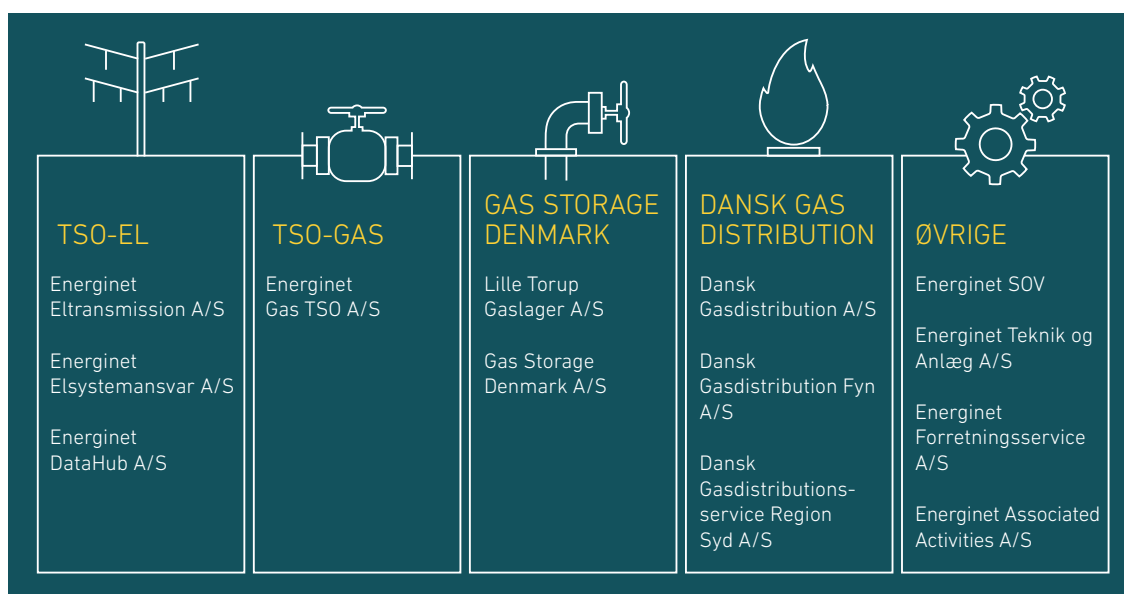 TSO-EL
Energinet
Eltransmission A/S
Energinet
Elsystemansvar A/S
Energinet
DataHub A/S
TSO-GAS
Energinet
Gas TSO A/S
GAS STORAGE
DENMARK
Lille Torup
Gaslager A/S
Gas Storage
Denmark A/S
DANSK GAS
DISTRIBUTION
Dansk
Gasdistribution A/S
Dansk
Gasdistribution Fyn
A/S
Dansk
Gasdistributions-
service Region
Syd A/S
ØVRIGE
Energinet SOV
Energinet Teknik og
Anlæg A/S
Energinet
Forretningsservice
A/S
Energinet Associated
Activities A/S